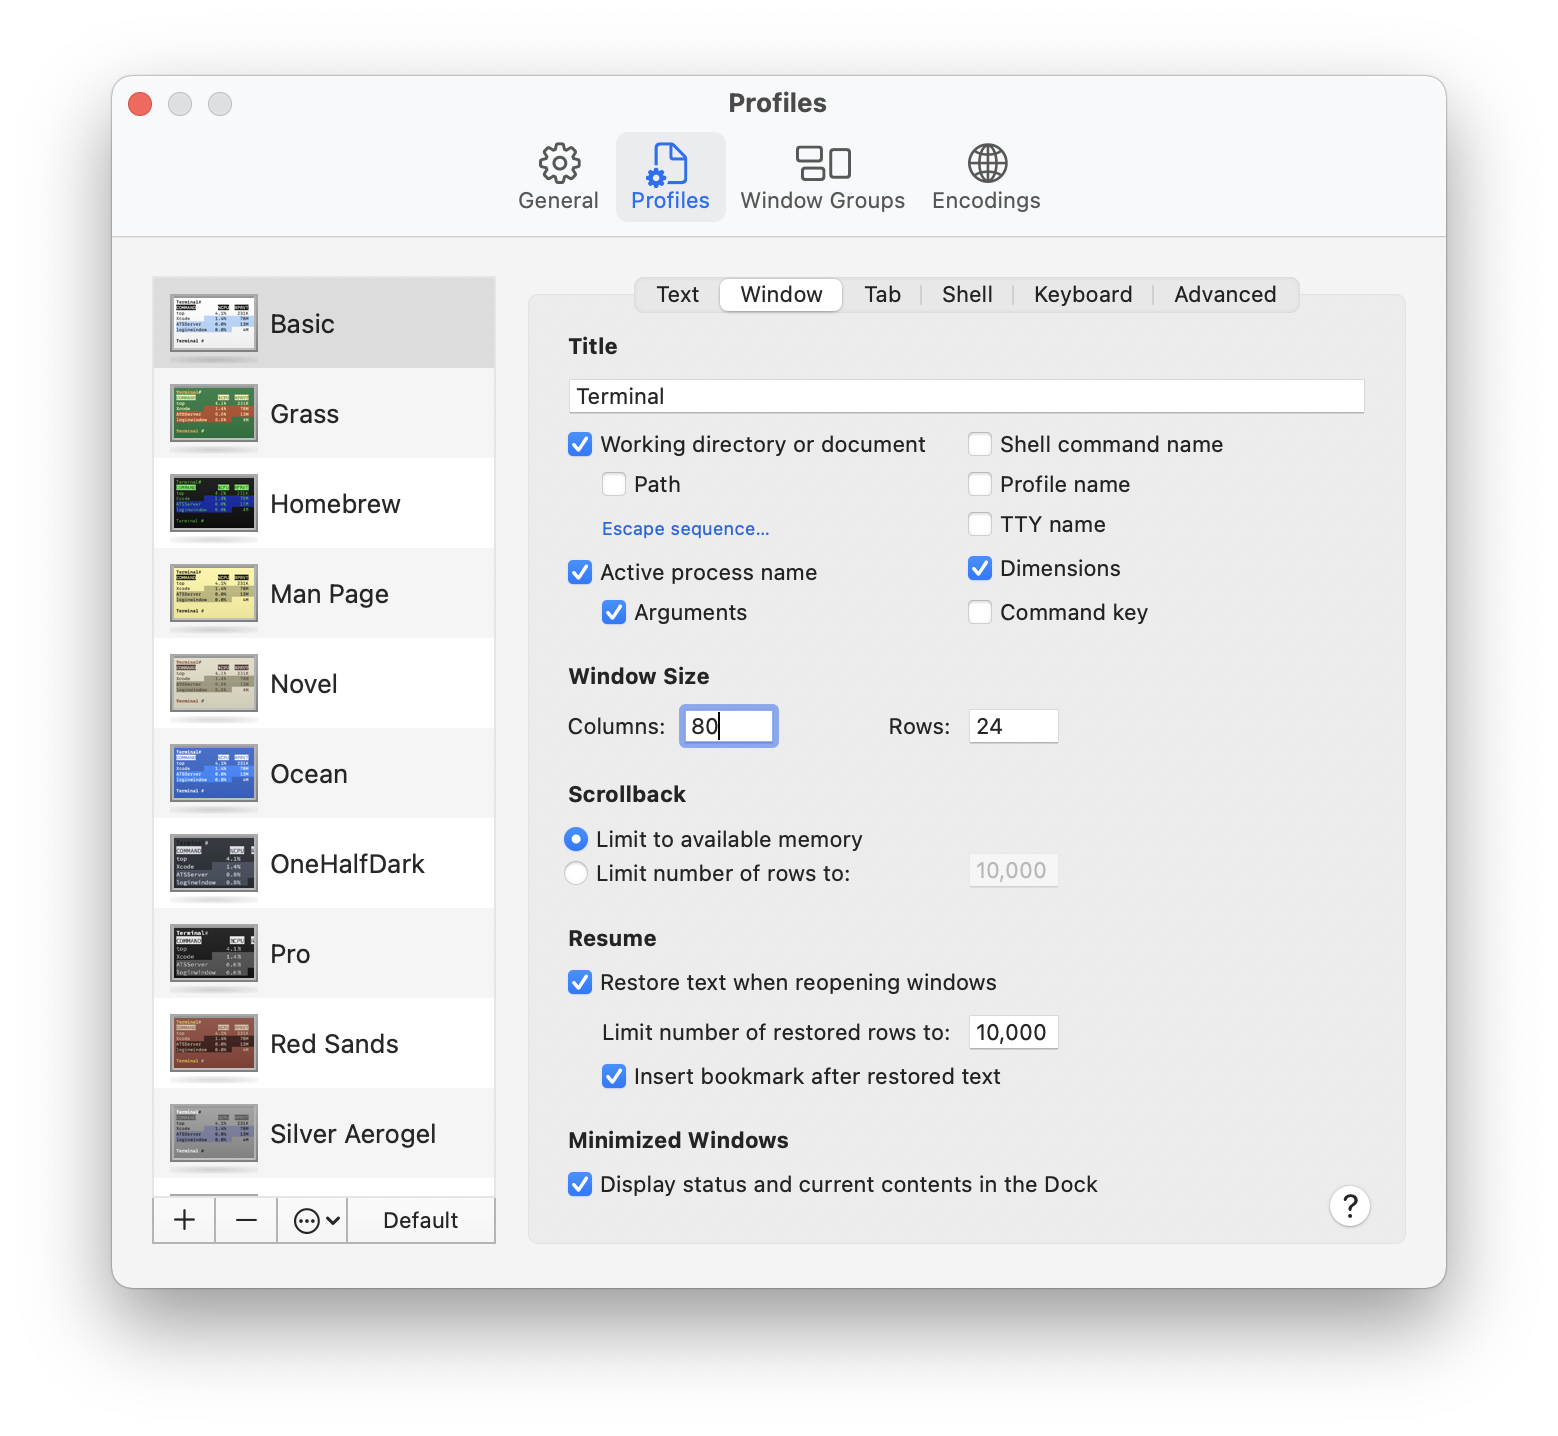 Profiles
General
Profiles
Window Groups
Encodings
Basic
Grass
Homebrew
Man Page
Novel
Ocean
OneHalfDark
Pro
Red Sands
Silver Aerogel
Default
Text
Window
Tab
Shell
Keyboard
Advanced
Title
Terminal
Working directory or document
Shell command name
Path
Profile name
Escape sequence...
TTY name
Active process name
Dimensions
Arguments
Command key
Window Size
Columns: 80
Rows: 24
Scrollback
Limit to available memory
Limit number of rows to: 10,000
Resume
Restore text when reopening windows
Limit number of restored rows to: 10,000
Insert bookmark after restored text
Minimized Windows
Display status and current contents in the Dock
?